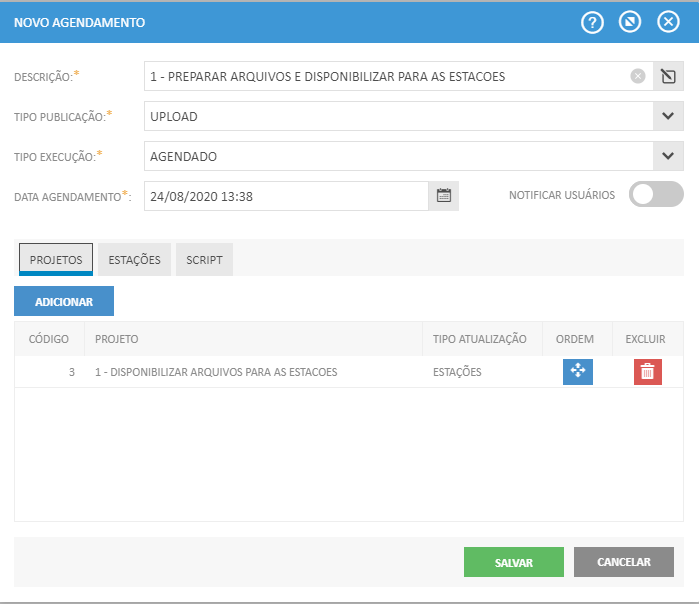 NOVO AGENDAMENTO
?
DESCRIÇÃO:*
1 - PREPARAR ARQUIVOS E DISPONIBILIZAR PARA AS ESTACOES
TIPO PUBLICAÇÃO:*
UPLOAD
TIPO EXECUÇÃO:*
AGENDADO
DATA AGENDAMENTO*:
24/08/2020 13:38
NOTIFICAR USUÁRIOS
PROJETOS ESTAÇÕES SCRIPT
ADICIONAR
CÓDIGO PROJETO TIPO ATUALIZAÇÃO ORDEM EXCLUIR
3 1 - DISPONIBILIZAR ARQUIVOS PARA AS ESTACOES ESTAÇÕES
SALVAR CANCELAR